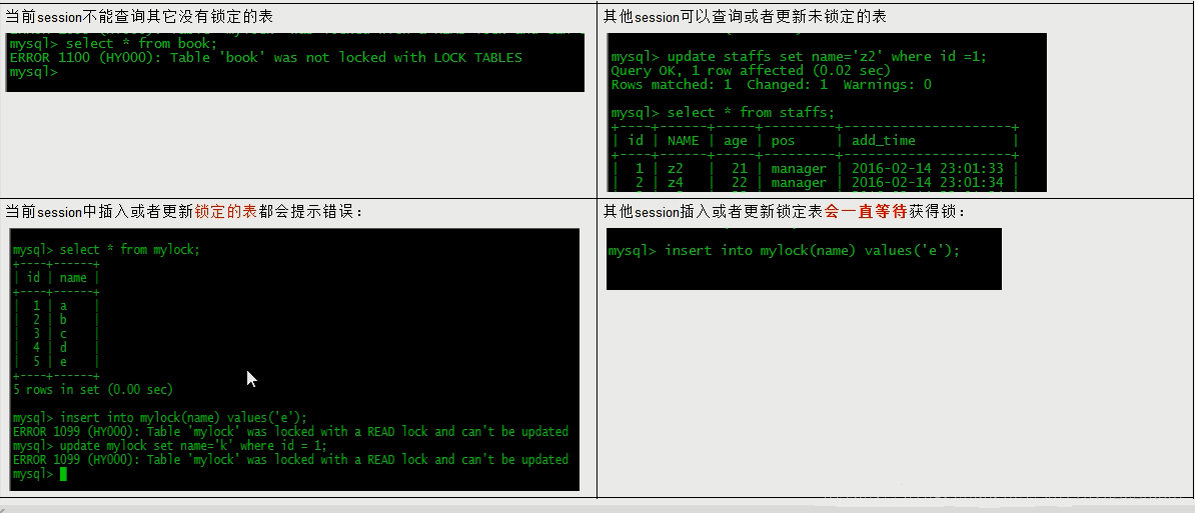 当前session不能查询其它没有锁定的表
mysql> select * from book;
ERROR 1100 (HY000): Table 'book' was not locked with LOCK TABLES
mysql>
其他session可以查询或者更新未锁定的表
mysql> update staffs set name='z2' where id =1;
Query OK, 1 row affected (0.02 sec)
Rows matched: 1  Changed: 1  Warnings: 0
mysql> select * from staffs;
+----+------+-----+---------+---------------------+
| id | NAME | age | pos     | add_time            |
+----+------+-----+---------+---------------------+
|  1 | z2   |  21 | manager | 2016-02-14 23:01:33 |
|  2 | z4   |  22 | manager | 2016-02-14 23:01:34 |
当前session中插入或者更新锁定的表都会提示错误:
mysql> select * from mylock;
+----+------+
| id | name |
+----+------+
|  1 | a    |
|  2 | b    |
|  3 | c    |
|  4 | d    |
|  5 | e    |
+----+------+
5 rows in set (0.00 sec)
mysql> insert into mylock(name) values('e');
ERROR 1099 (HY000): Table 'mylock' was locked with a READ lock and can't be updated
mysql> update mylock set name='k' where id = 1;
ERROR 1099 (HY000): Table 'mylock' was locked with a READ lock and can't be updated
mysql>
其他session插入或者更新锁定表会一直等待获得锁:
mysql> insert into mylock(name) values('e');